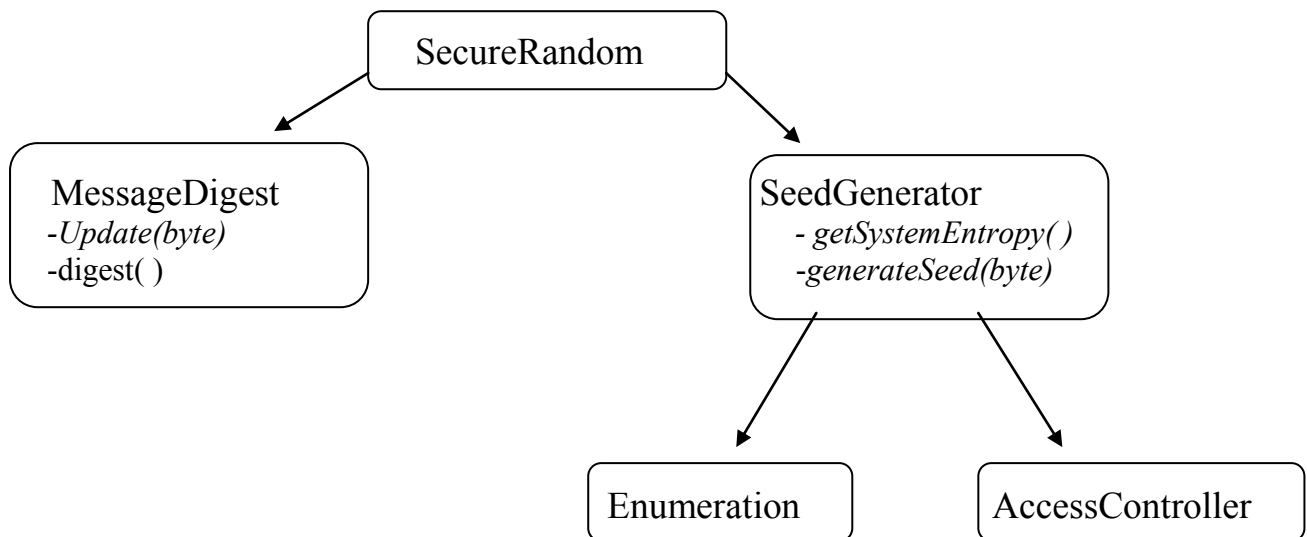 SecureRandom
MessageDigest
-Update(byte)
-digest( )
SeedGenerator
- getSystemEntropy( )
-generateSeed(byte)
Enumeration
AccessController